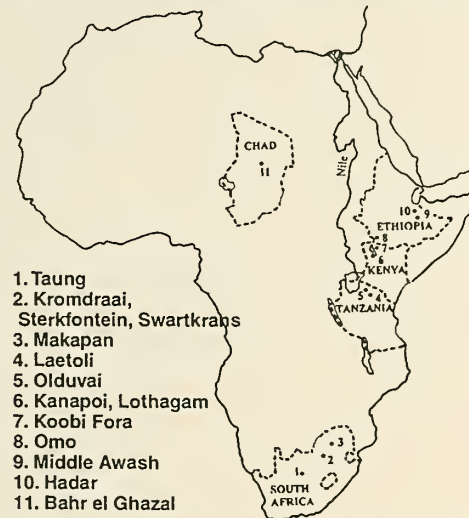 CHAD
11
Nile
10
9
ETHIOPIA
8
7
6
KENYA
5 4
TANZANIA
1. Taung
2. Kromdraai,
Sterkfontein, Swartkrans
3. Makapan
4. Laetoli
5. Olduvai
6. Kanapoi, Lothagam
7. Koobi Fora
8. Omo
9. Middle Awash
10. Hadar
11. Bahr el Ghazal
3
2
1
SOUTH
AFRICA